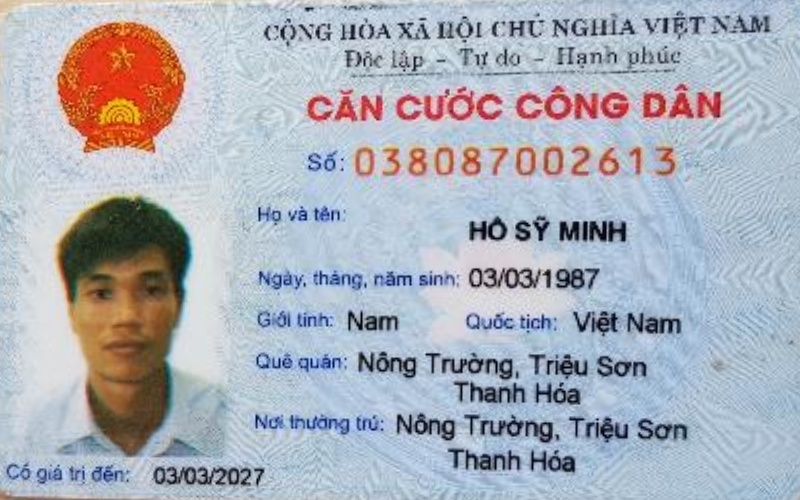 CỘNG HÒA XÃ HỘI CHỦ NGHĨA VIỆT NAM
Độc lập - Tự do - Hạnh phúc
CĂN CƯỚC CÔNG DÂN
Số: 038087002613
Họ và tên: HỒ SỸ MINH
Ngày, tháng, năm sinh: 03/03/1987
Giới tính: Nam Quốc tịch: Việt Nam
Quê quán: Nông Trường, Triệu Sơn
Thanh Hóa
Nơi thường trú: Nông Trường, Triệu Sơn
Thanh Hóa
Có giá trị đến: 03/03/2027